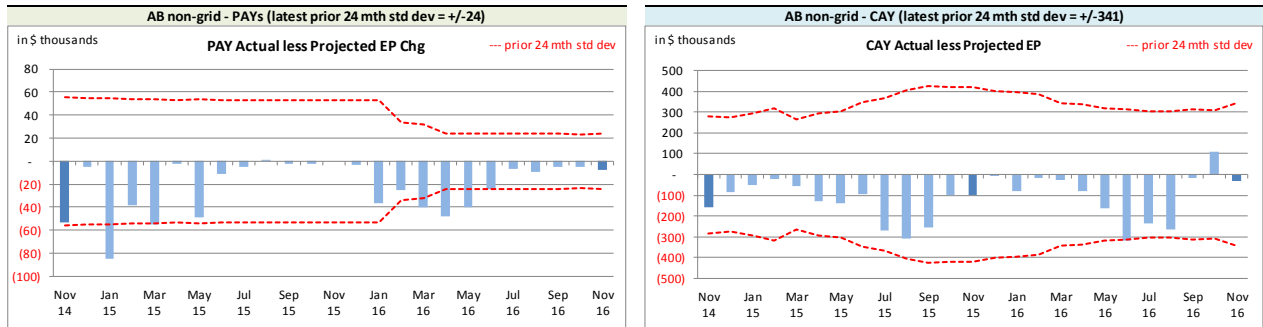 AB non-grid - PAYs (latest prior 24 mth std dev = +/-24)
in $ thousands
PAY Actual less Projected EP Chg
--- prior 24 mth std dev
80
60
40
20
-
(20)
(40)
(60)
(80)
(100)
Nov Jan Mar May Jul Sep Nov Jan Mar May Jul Sep Nov
14 15 15 15 15 15 15 16 16 16 16 16 16
AB non-grid - CAY (latest prior 24 mth std dev = +/-341)
in $ thousands
CAY Actual less Projected EP
--- prior 24 mth std dev
500
400
300
200
100
-
(100)
(200)
(300)
(400)
(500)
Nov Jan Mar May Jul Sep Nov Jan Mar May Jul Sep Nov
14 15 15 15 15 15 15 16 16 16 16 16 16